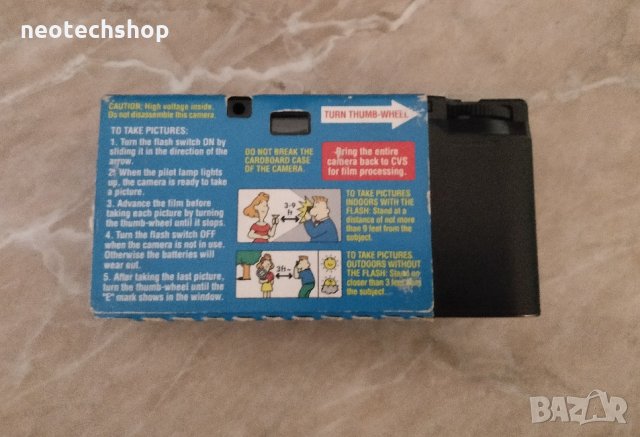 neotechshop
CAUTION: High voltage inside.
Do not disassemble this camera.
TO TAKE PICTURES:
1. Turn the flash switch ON by
sliding it in the direction of the
arrow.
2. When the pilot lamp lights
up, the camera is ready to take
a picture.
3. Advance the film before
taking each picture by turning
the thumb-wheel until it stops.
4. Turn the flash switch OFF
when the camera is not in use.
Otherwise the batteries will
wear out.
5. After taking the last picture,
turn the thumb-wheel until the
"E" mark shows in the window.
TURN THUMB-WHEEL
DO NOT BREAK THE
CARDBOARD CASE
OF THE CAMERA.
Bring the entire
camera back to CVS
for film processing.
3-9
ft
TO TAKE PICTURES
INDOORS WITH THE
FLASH: Stand at a
distance of not more
than 9 feet from the
subject.
3ft~
TO TAKE PICTURES
OUTDOORS WITHOUT
THE FLASH: Stand no
closer than 3 feet from
the subject.
BAZAR